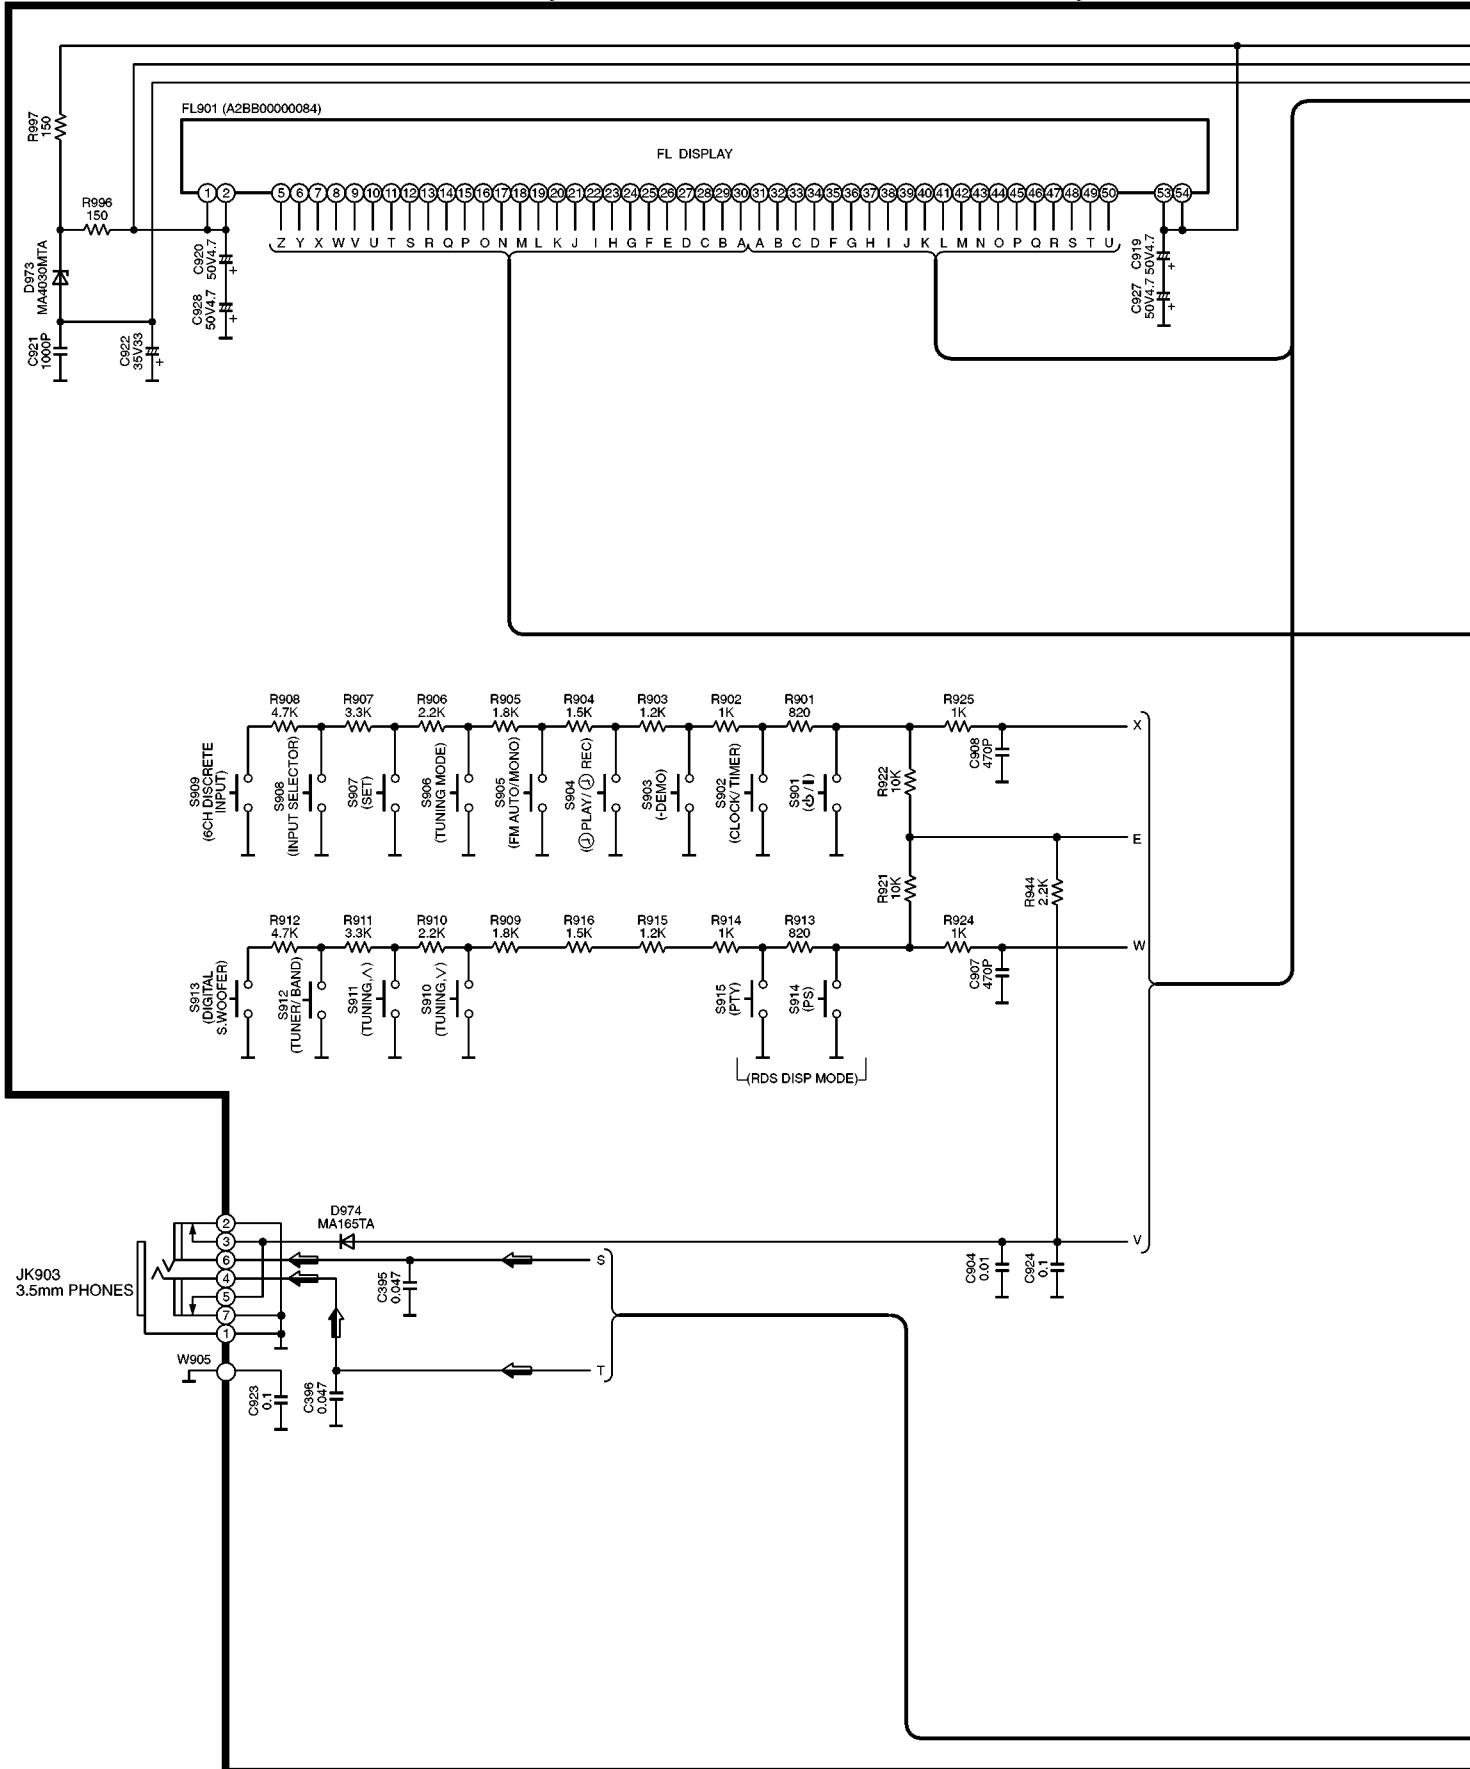 FL901 (A2BB00000084)
FL DISPLAY
R997
150
R996
150
1 2 5 6 7 8 9 10 11 12 13 14 15 16 17 18 19 20 21 22 23 24 25 26 27 28 29 30 31 32 33 34 35 36 37 38 39 40 41 42 43 44 45 46 47 48 49 50 53 54
Z Y X W V U T S R Q P O N M L K J I H G F E D C B A A B C D F G H I J K L M N O P Q R S T U
D973
MA4030MTA
C920
50V4.7
+
C928
50V4.7
+
C919
50V4.7
+
C927
50V4.7
+
C921
1000P
C922
35V33
+
R908
4.7K
R907
3.3K
R906
2.2K
R905
1.8K
R904
1.5K
R903
1.2K
R902
1K
R901
820
R925
1K
X
S909
(6CH DISCRETE
INPUT)
S908
(INPUT SELECTOR)
S907
(SET)
S906
(TUNING MODE)
S905
(FM AUTO/MONO)
S904
(PLAY/ REC)
S903
(-DEMO)
S902
(CLOCK/ TIMER)
S901
(⏻/I)
R922
10K
C908
470P
E
R921
10K
R944
2.2K
R912
4.7K
R911
3.3K
R910
2.2K
R909
1.8K
R916
1.5K
R915
1.2K
R914
1K
R913
820
R924
1K
W
S913
(DIGITAL
S.WOOFER)
S912
(TUNER/ BAND)
S911
(TUNING,∧)
S910
(TUNING,∨)
S915
(PTY)
S914
(PS)
C907
470P
(RDS DISP MODE)
D974
MA165TA
V
2
3
6
4
5
7
1
JK903
3.5mm PHONES
S
C395
0.047
C904
0.01
C924
0.1
W905
T
C923
0.1
C396
0.047